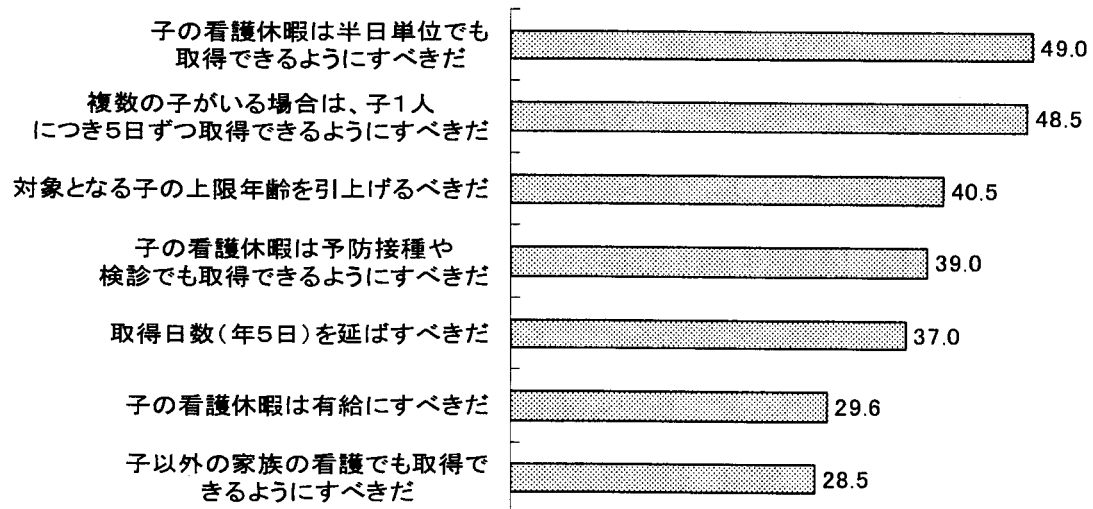 子の看護休暇は半日単位でも
取得できるようにすべきだ
49.0
複数の子がいる場合は、子1人
につき5日ずつ取得できるようにすべきだ
48.5
対象となる子の上限年齢を引上げるべきだ
40.5
子の看護休暇は予防接種や
検診でも取得できるようにすべきだ
39.0
取得日数(年5日)を延ばすべきだ
37.0
子の看護休暇は有給にすべきだ
29.6
子以外の家族の看護でも取得で
きるようにすべきだ
28.5